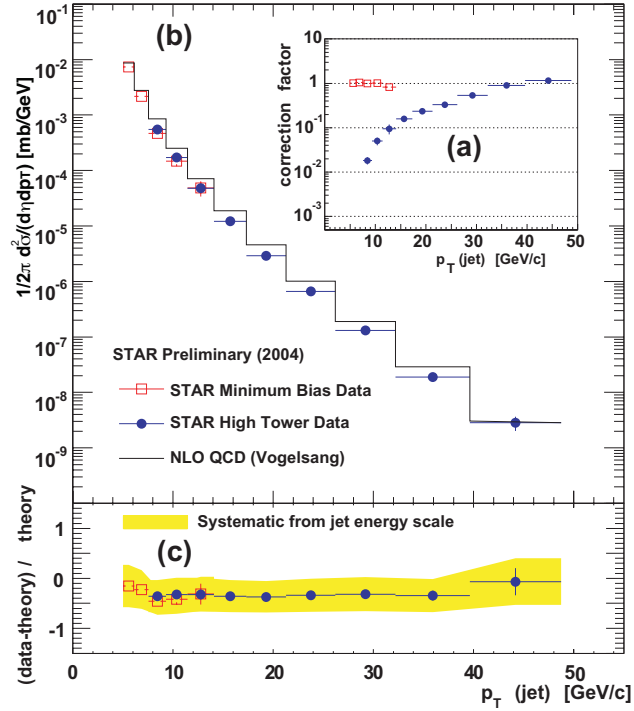 10^-1
10^-2
10^-3
10^-4
10^-5
10^-6
10^-7
10^-8
10^-9
1/2π d²σ/(dηdp_T) [mb/GeV]
(b)
10
1
10^-1
10^-2
10^-3
correction factor
(a)
10 20 30 40 50
p_T (jet) [GeV/c]
STAR Preliminary (2004)
STAR Minimum Bias Data
STAR High Tower Data
NLO QCD (Vogelsang)
Systematic from jet energy scale
(c)
1
-0
-1
(data-theory) / theory
0 10 20 30 40 50
p_T (jet) [GeV/c]